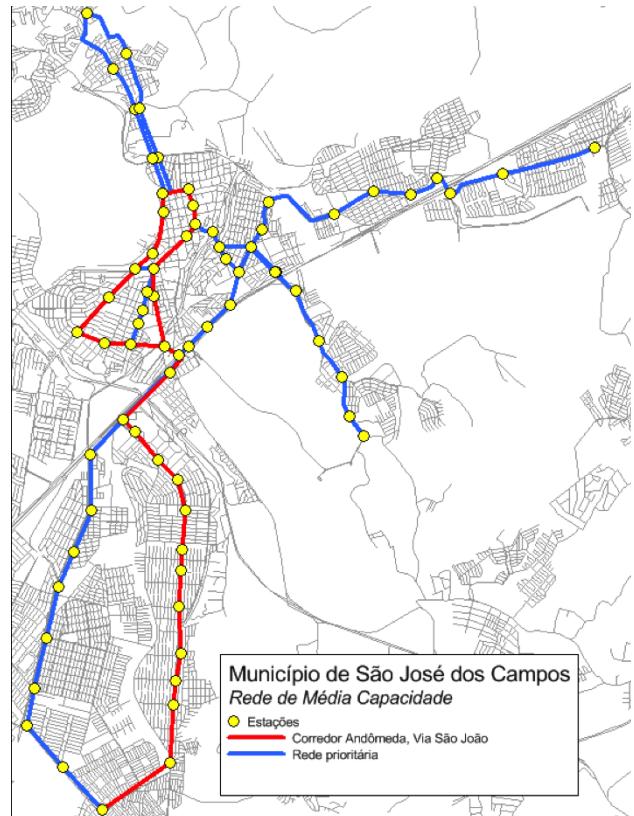 Município de São José dos Campos
Rede de Média Capacidade
Estações
Corredor Andômeda, Via São João
Rede prioritária